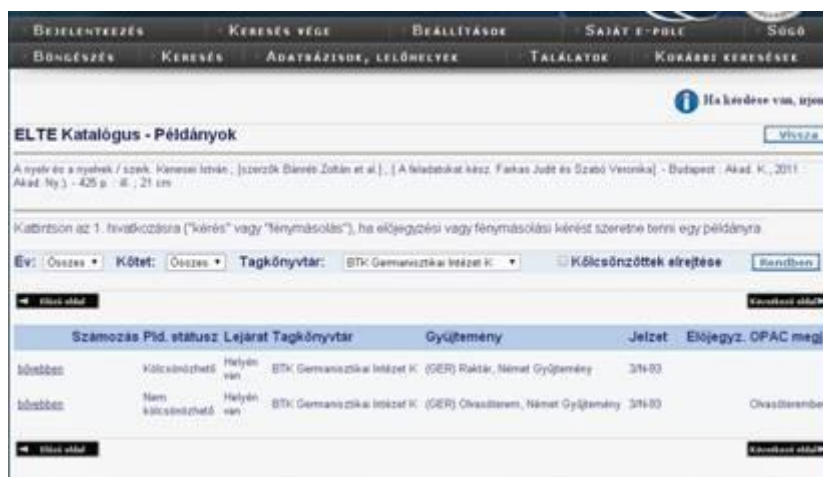 BEJELENTKEZÉS KERESÉS VÉGE BEÁLLÍTÁSOK SAJÁT E-POLC SÚGÓ
BÖNGÉSZÉS KERESÉS ADATBÁZISOK, LELŐHELYEK TALÁLATOK KORÁBBI KERESÉSEK
Ha kérdése van, írjon
ELTE Katalógus - Példányok
Vissza
A nyelv és a nyelvek / szerk. Kenesei István ; [szerzők Bánréti Zoltán et al.] ; [A feladatokat kész. Farkas Judit és Szabó Veronika]. - Budapest : Akad. K., 2011
Akad. Ny.). - 425 p. : ill. ; 21 cm
Kattintson az 1. hivatkozásra ("kérés" vagy "fénymásolás"), ha előjegyzési vagy fénymásolási kérést szeretne tenni egy példányra.
Év: Összes Kötet: Összes Tagkönyvtár: BTK Germanisztikai Intézet K Kölcsönzöttek elrejtése Rendben
Előző oldal Következő oldal
Számozás Pld. státusz Lejárat Tagkönyvtár Gyűjtemény Jelzet Előjegyz. OPAC megj
bővebben Kölcsönözhető Helyén van BTK Germanisztikai Intézet K (GER) Raktár, Német Gyűjtemény 3/N-93
bővebben Nem kölcsönözhető Helyén van BTK Germanisztikai Intézet K (GER) Olvasóterem, Német Gyűjtemény 3/N-93 Olvasóterembe
Előző oldal Következő oldal